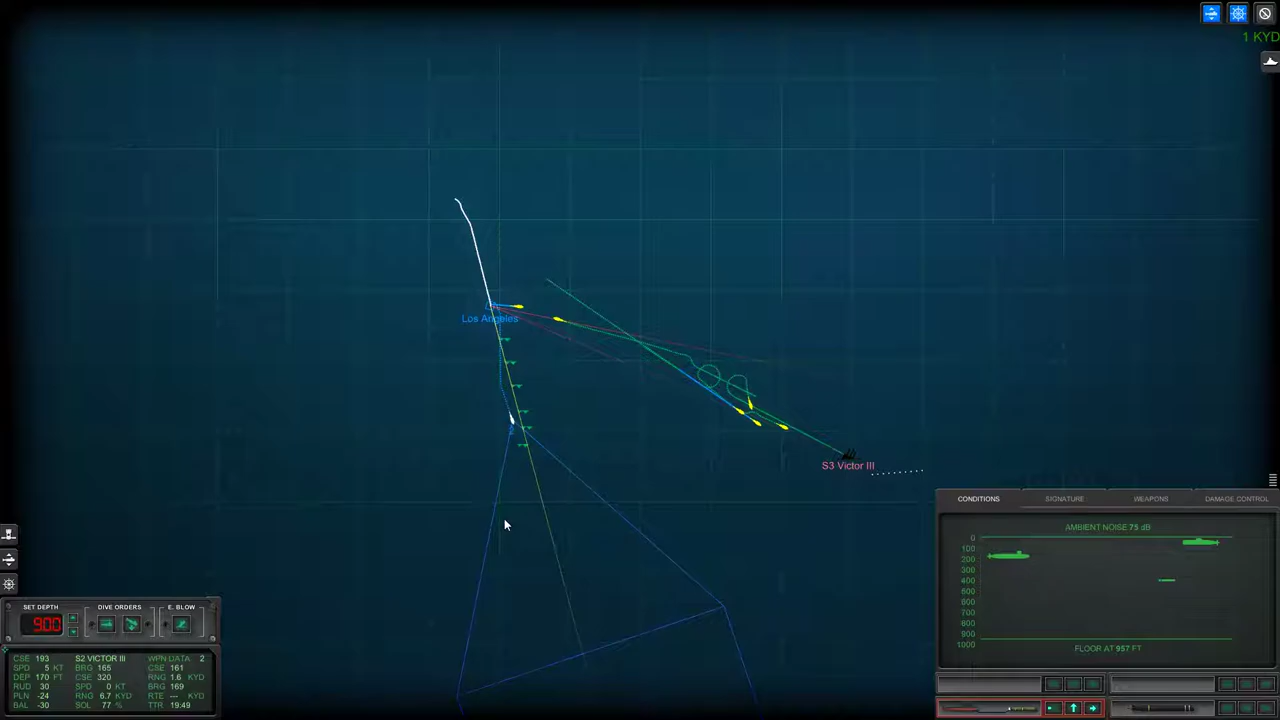 1 KYD
Los Angeles
2
S3 Victor III
CONDITIONS SIGNATURE WEAPONS DAMAGE CONTROL
AMBIENT NOISE 75 dB
0
100
200
300
400
500
600
700
800
900
1000
FLOOR AT 957 FT
SET DEPTH DIVE ORDERS E. BLOW
900
CSE 193 S2 VICTOR III WPN DATA 2
SPD 5 KT BRG 165 CSE 161
DEP 170 FT CSE 320 RNG 1.6 KYD
RUD 30 SPD 0 KT BRG 169
PLN -24 RNG 6.7 KYD RTE ---- KYD
BAL -30 SOL 77 % TTR 19:49